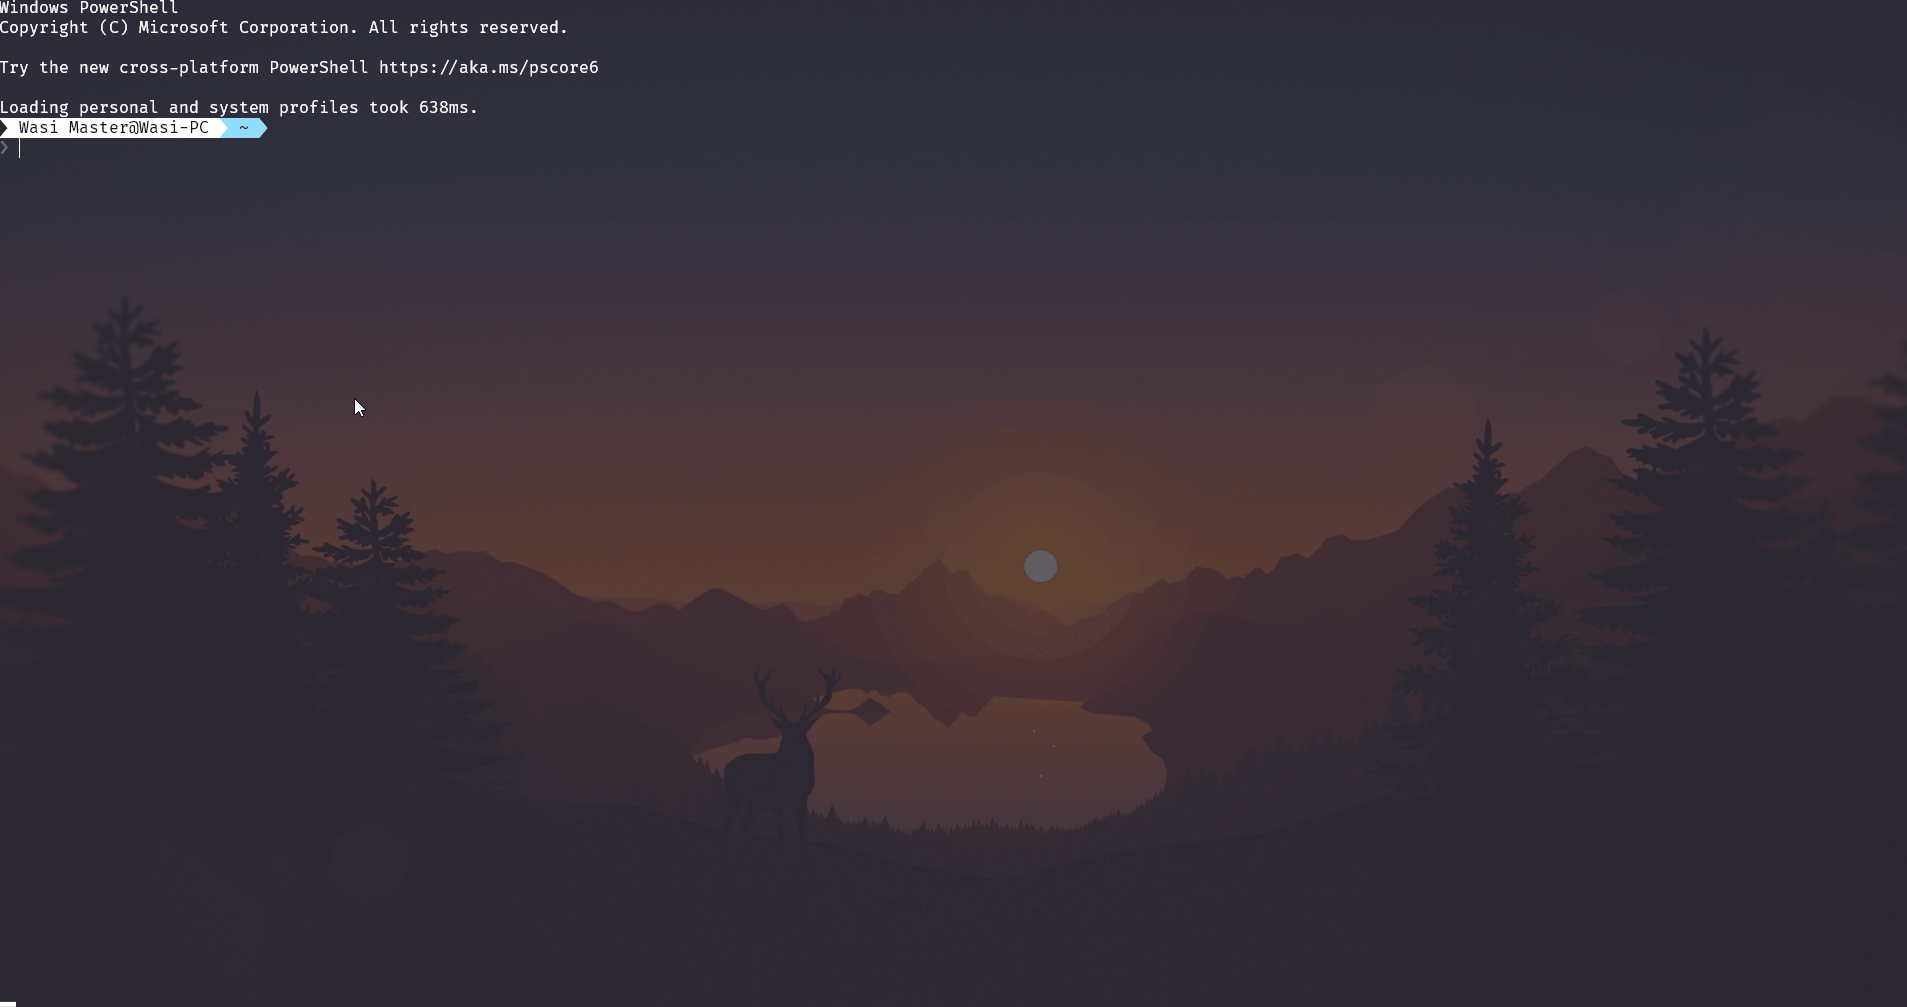 Windows PowerShell
Copyright (C) Microsoft Corporation. All rights reserved.
Try the new cross-platform PowerShell https://aka.ms/pscore6
Loading personal and system profiles took 638ms.
Wasi Master@Wasi-PC ~
❯